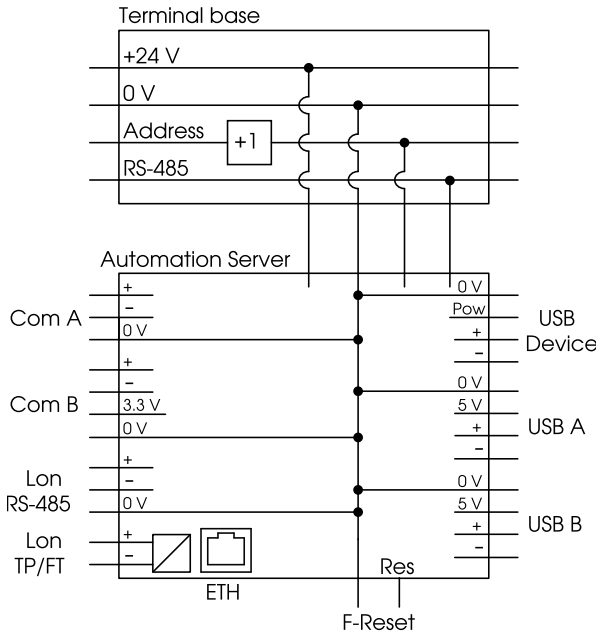 Terminal base
+24 V
0 V
Address
+1
RS-485
Automation Server
Com A
+
–
0 V
Com B
+
–
3.3 V
0 V
Lon
RS-485
+
–
0 V
Lon
TP/FT
+
–
ETH
0 V
Pow
+
–
USB
Device
0 V
5 V
+
–
USB A
0 V
5 V
+
–
USB B
Res
F-Reset